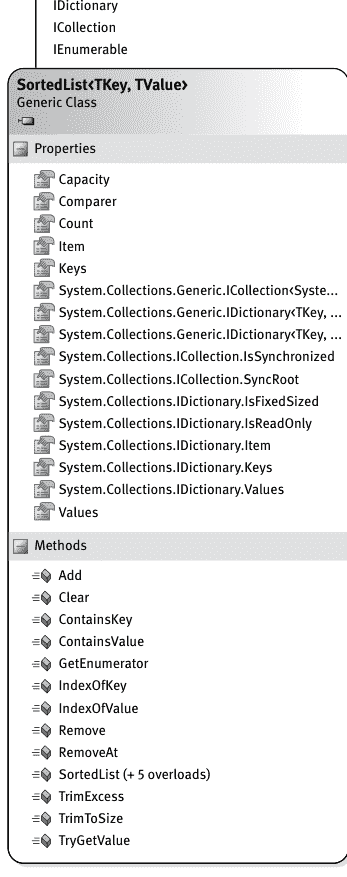 IDictionary
ICollection
IEnumerable
SortedList<TKey, TValue>
Generic Class
Properties
Capacity
Comparer
Count
Item
Keys
System.Collections.Generic.ICollection<Syste...
System.Collections.Generic.IDictionary<TKey, ...
System.Collections.Generic.IDictionary<TKey, ...
System.Collections.ICollection.IsSynchronized
System.Collections.ICollection.SyncRoot
System.Collections.IDictionary.IsFixedSized
System.Collections.IDictionary.IsReadOnly
System.Collections.IDictionary.Item
System.Collections.IDictionary.Keys
System.Collections.IDictionary.Values
Values
Methods
Add
Clear
ContainsKey
ContainsValue
GetEnumerator
IndexOfKey
IndexOfValue
Remove
RemoveAt
SortedList (+ 5 overloads)
TrimExcess
TrimToSize
TryGetValue